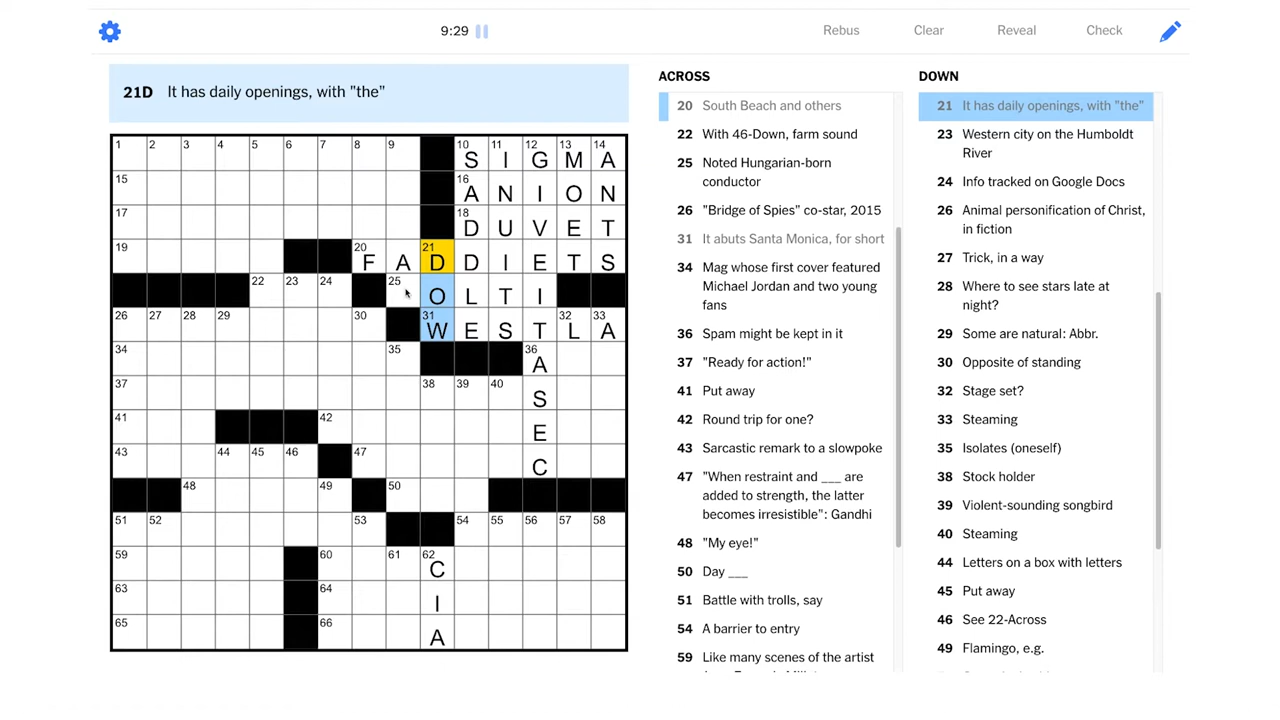 9:29
Rebus
Clear
Reveal
Check
21D It has daily openings, with "the"
1 2 3 4 5 6 7 8 9 10 11 12 13 14
S I G M A
15 16
A N I O N
17 18
D U V E T
19 20 21
F A D D I E T S
22 23 24 25
O L T I
26 27 28 29 30 31 32 33
W E S T L A
34 35 36
A
37 38 39 40
S
41 42
E
43 44 45 46 47
C
48 49 50
51 52 53 54 55 56 57 58
59 60 61 62
C
63 64
I
65 66
A
ACROSS
20 South Beach and others
22 With 46-Down, farm sound
25 Noted Hungarian-born
conductor
26 "Bridge of Spies" co-star, 2015
31 It abuts Santa Monica, for short
34 Mag whose first cover featured
Michael Jordan and two young
fans
36 Spam might be kept in it
37 "Ready for action!"
41 Put away
42 Round trip for one?
43 Sarcastic remark to a slowpoke
47 "When restraint and ___ are
added to strength, the latter
becomes irresistible": Gandhi
48 "My eye!"
50 Day ___
51 Battle with trolls, say
54 A barrier to entry
59 Like many scenes of the artist
DOWN
21 It has daily openings, with "the"
23 Western city on the Humboldt
River
24 Info tracked on Google Docs
26 Animal personification of Christ,
in fiction
27 Trick, in a way
28 Where to see stars late at
night?
29 Some are natural: Abbr.
30 Opposite of standing
32 Stage set?
33 Steaming
35 Isolates (oneself)
38 Stock holder
39 Violent-sounding songbird
40 Steaming
44 Letters on a box with letters
45 Put away
46 See 22-Across
49 Flamingo, e.g.